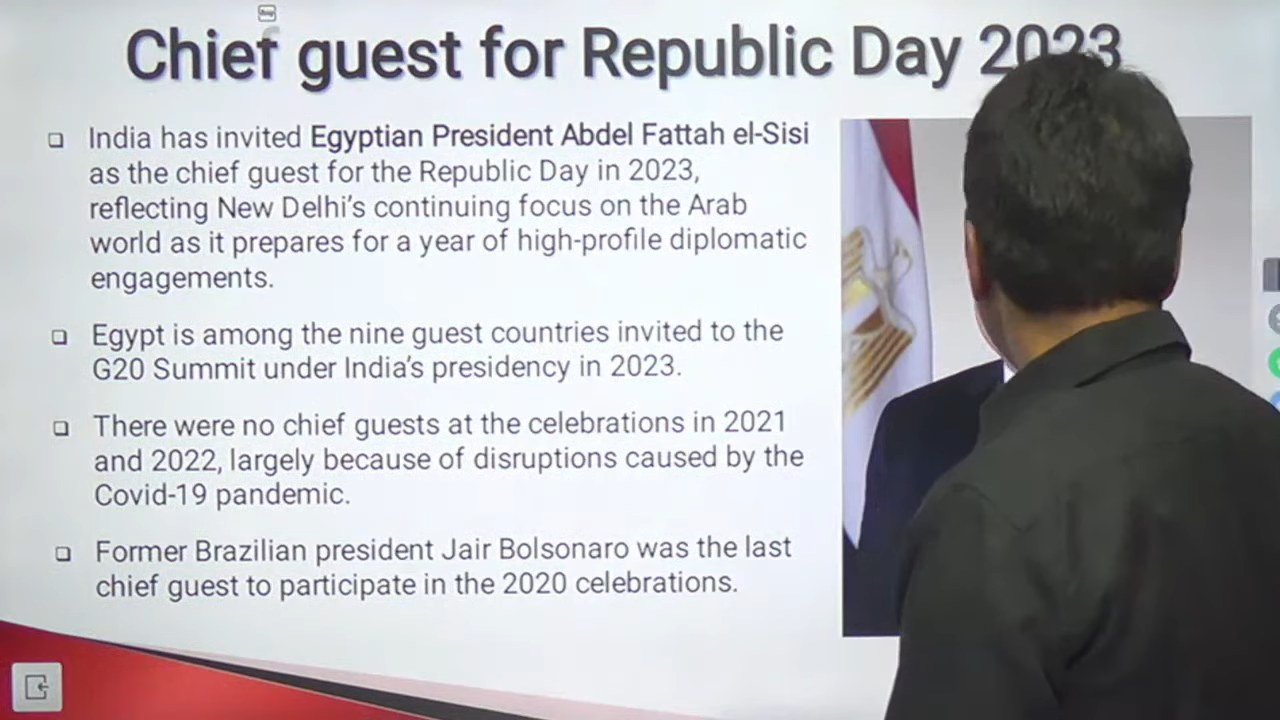 Chief guest for Republic Day 2023
India has invited Egyptian President Abdel Fattah el-Sisi
as the chief guest for the Republic Day in 2023,
reflecting New Delhi's continuing focus on the Arab
world as it prepares for a year of high-profile diplomatic
engagements.
Egypt is among the nine guest countries invited to the
G20 Summit under India's presidency in 2023.
There were no chief guests at the celebrations in 2021
and 2022, largely because of disruptions caused by the
Covid-19 pandemic.
Former Brazilian president Jair Bolsonaro was the last
chief guest to participate in the 2020 celebrations.